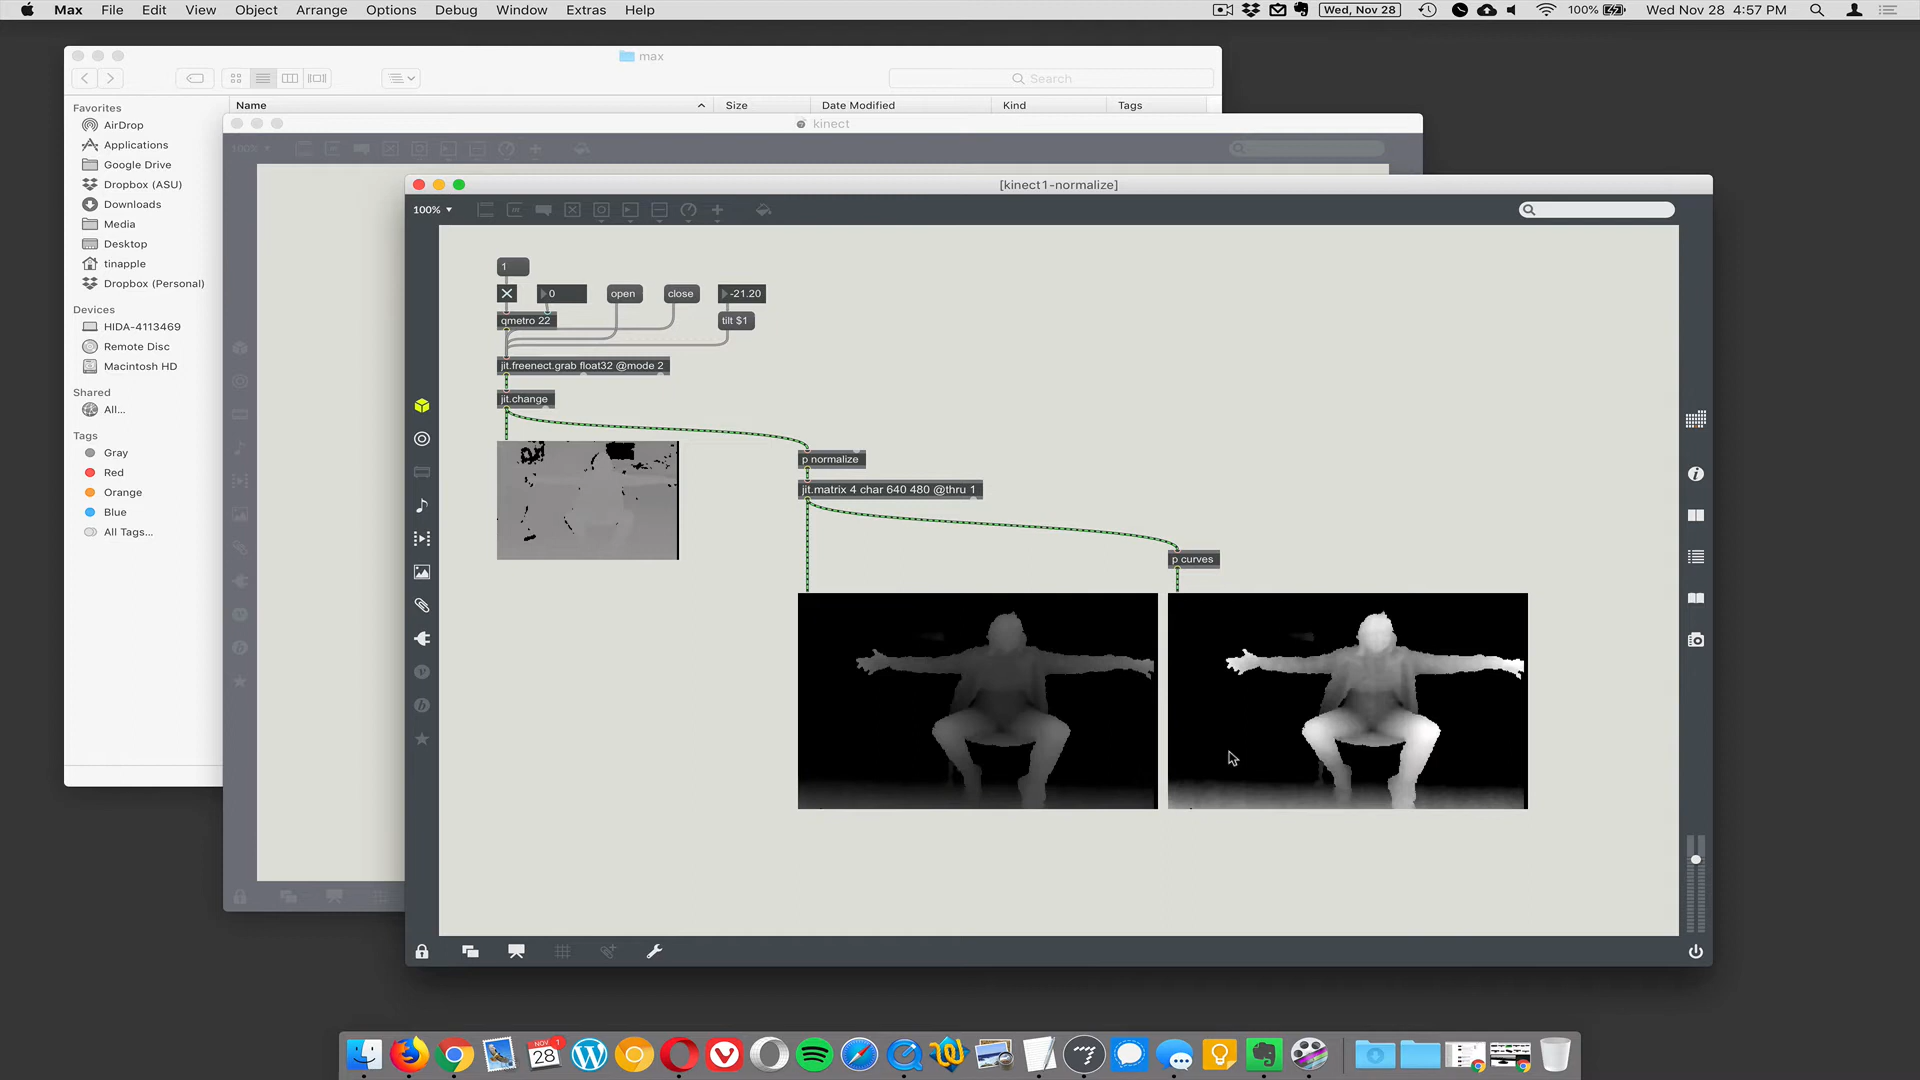 Max File Edit View Object Arrange Options Debug Window Extras Help
Wed, Nov 28 100% Wed Nov 28 4:57 PM
max
Search
Favorites
AirDrop
Applications
Google Drive
Dropbox (ASU)
Downloads
Media
Desktop
tinapple
Dropbox (Personal)
Devices
HIDA-4113469
Remote Disc
Macintosh HD
Shared
All...
Tags
Gray
Red
Orange
Blue
All Tags...
Name Size Date Modified Kind Tags
kinect
100%
[kinect1-normalize]
100%
1
0 open close -21.20
qmetro 22 tilt $1
jit.freenect.grab float32 @mode 2
jit.change
p normalize
jit.matrix 4 char 640 480 @thru 1
p curves
NOV
28
1